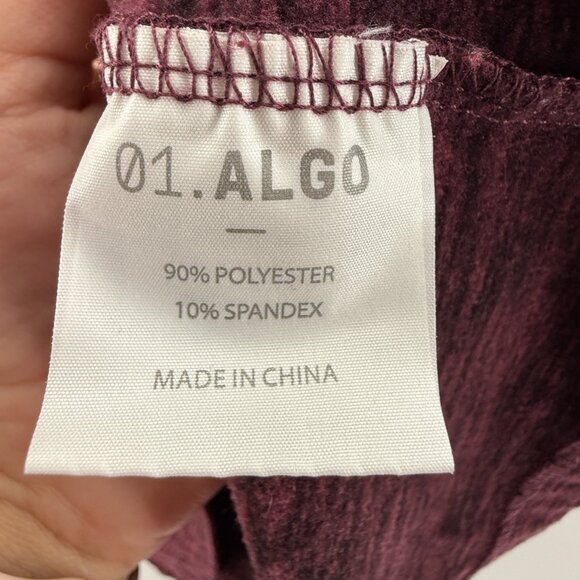 01.ALGO
90% POLYESTER
10% SPANDEX
MADE IN CHINA